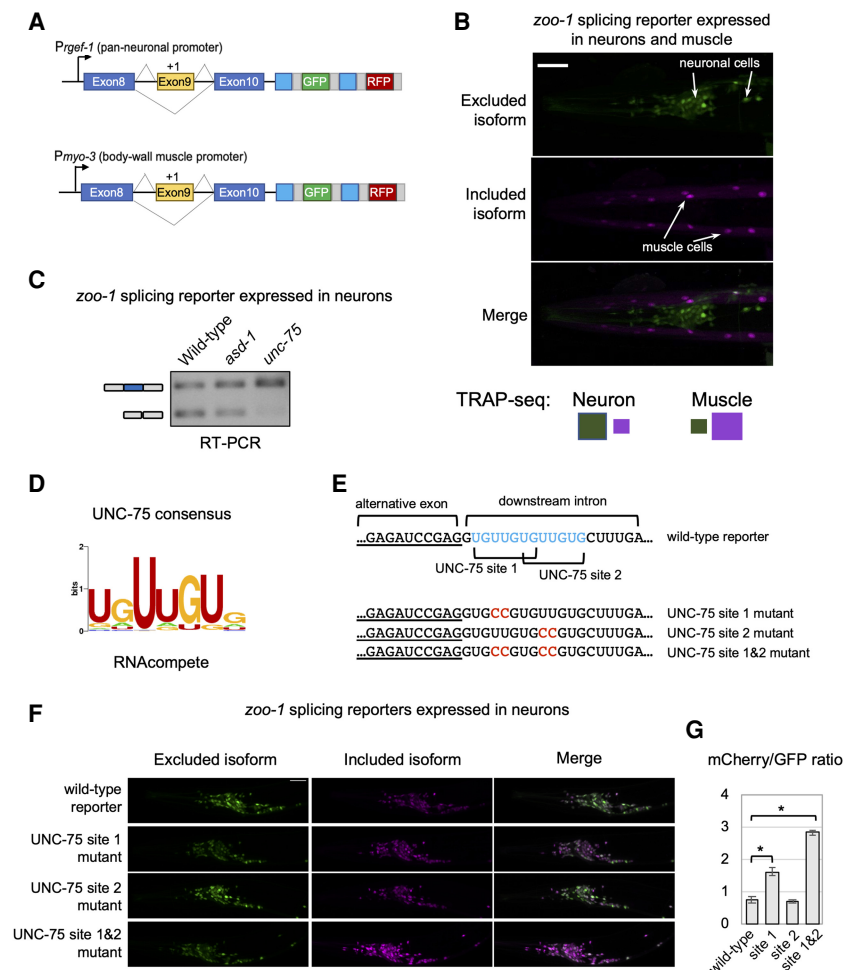 A
Prgef-1 (pan-neuronal promoter)
+1
Exon8 Exon9 Exon10 GFP RFP
Pmyo-3 (body-wall muscle promoter)
+1
Exon8 Exon9 Exon10 GFP RFP
B
zoo-1 splicing reporter expressed
in neurons and muscle
neuronal cells
Excluded
isoform
Included
isoform
muscle cells
Merge
TRAP-seq: Neuron Muscle
C
zoo-1 splicing reporter expressed in neurons
Wild-type asd-1 unc-75
RT-PCR
D
UNC-75 consensus
2
1
0
bits
UGUUGUG
RNAcompete
E
alternative exon downstream intron
...GAGAUCCGAGGUGUUGUGUUGUGCUUUGA... wild-type reporter
UNC-75 site 1
UNC-75 site 2
...GAGAUCCGAGGUGCCGUGUUGUGCUUUGA... UNC-75 site 1 mutant
...GAGAUCCGAGGUGUUGUGCCGUGCUUUGA... UNC-75 site 2 mutant
...GAGAUCCGAGGUGCCGUGCCGUGCUUUGA... UNC-75 site 1&2 mutant
F
zoo-1 splicing reporters expressed in neurons
Excluded isoform Included isoform Merge
wild-type
reporter
UNC-75 site 1
mutant
UNC-75 site 2
mutant
UNC-75 site 1&2
mutant
G
mCherry/GFP ratio
4
3
2
1
0
* *
wild-type site 1 site 2 site 1&2